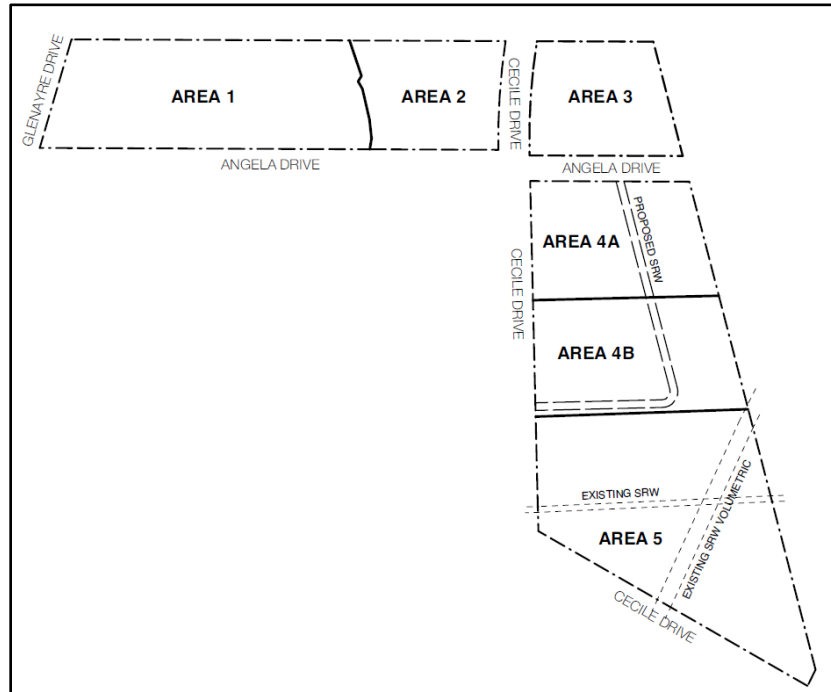 GLENAYRE DRIVE
AREA 1
AREA 2
CECILE DRIVE
AREA 3
ANGELA DRIVE
ANGELA DRIVE
PROPOSED SRW
AREA 4A
CECILE DRIVE
AREA 4B
EXISTING SRW
EXISTING SRW VOLUMETRIC
AREA 5
CECILE DRIVE